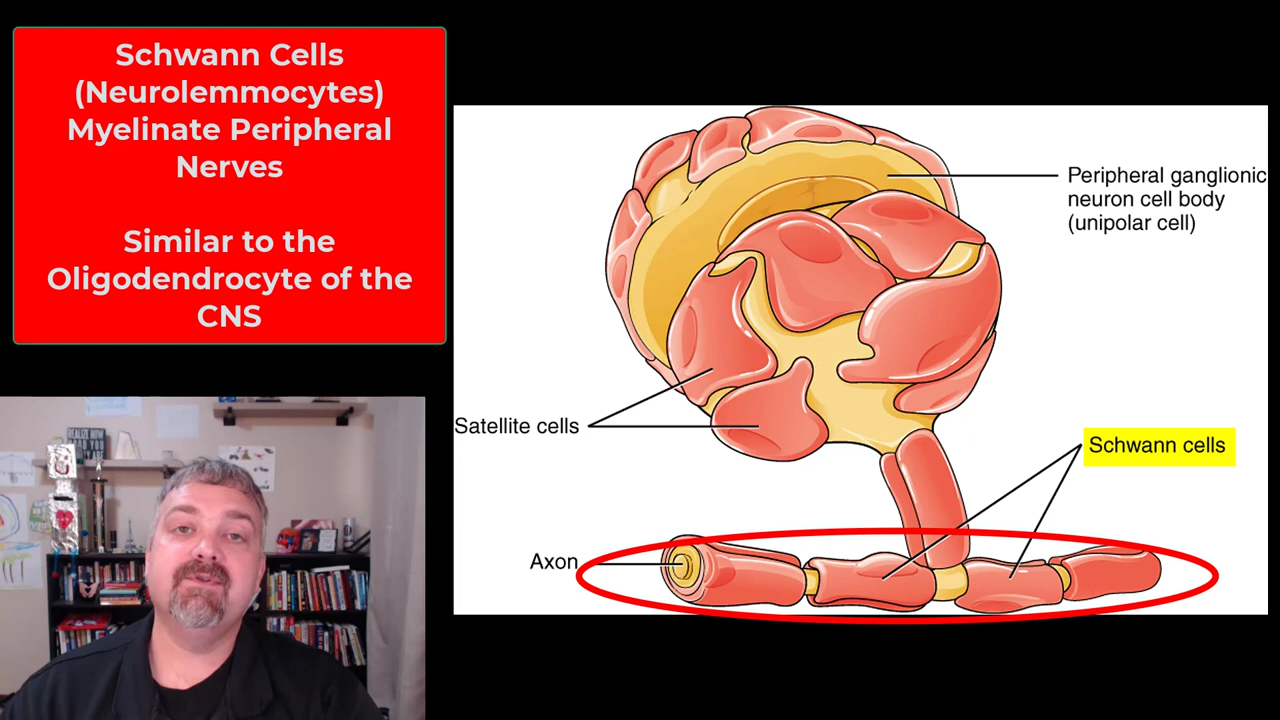 Schwann Cells
(Neurolemmocytes)
Myelinate Peripheral
Nerves
Similar to the
Oligodendrocyte of the
CNS
Peripheral ganglionic
neuron cell body
(unipolar cell)
Satellite cells
Schwann cells
Axon